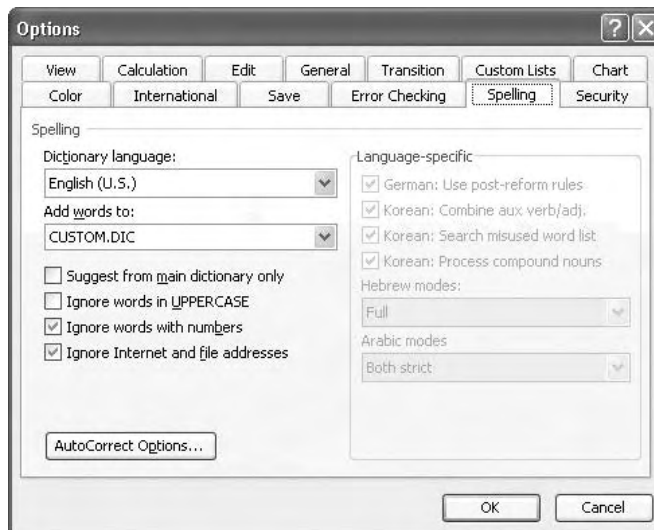 Options
View Calculation Edit General Transition Custom Lists Chart
Color International Save Error Checking Spelling Security
Spelling
Dictionary language:
English (U.S.)
Add words to:
CUSTOM.DIC
Suggest from main dictionary only
Ignore words in UPPERCASE
Ignore words with numbers
Ignore Internet and file addresses
AutoCorrect Options...
Language-specific
German: Use post-reform rules
Korean: Combine aux verb/adj.
Korean: Search misused word list
Korean: Process compound nouns
Hebrew modes:
Full
Arabic modes
Both strict
OK Cancel